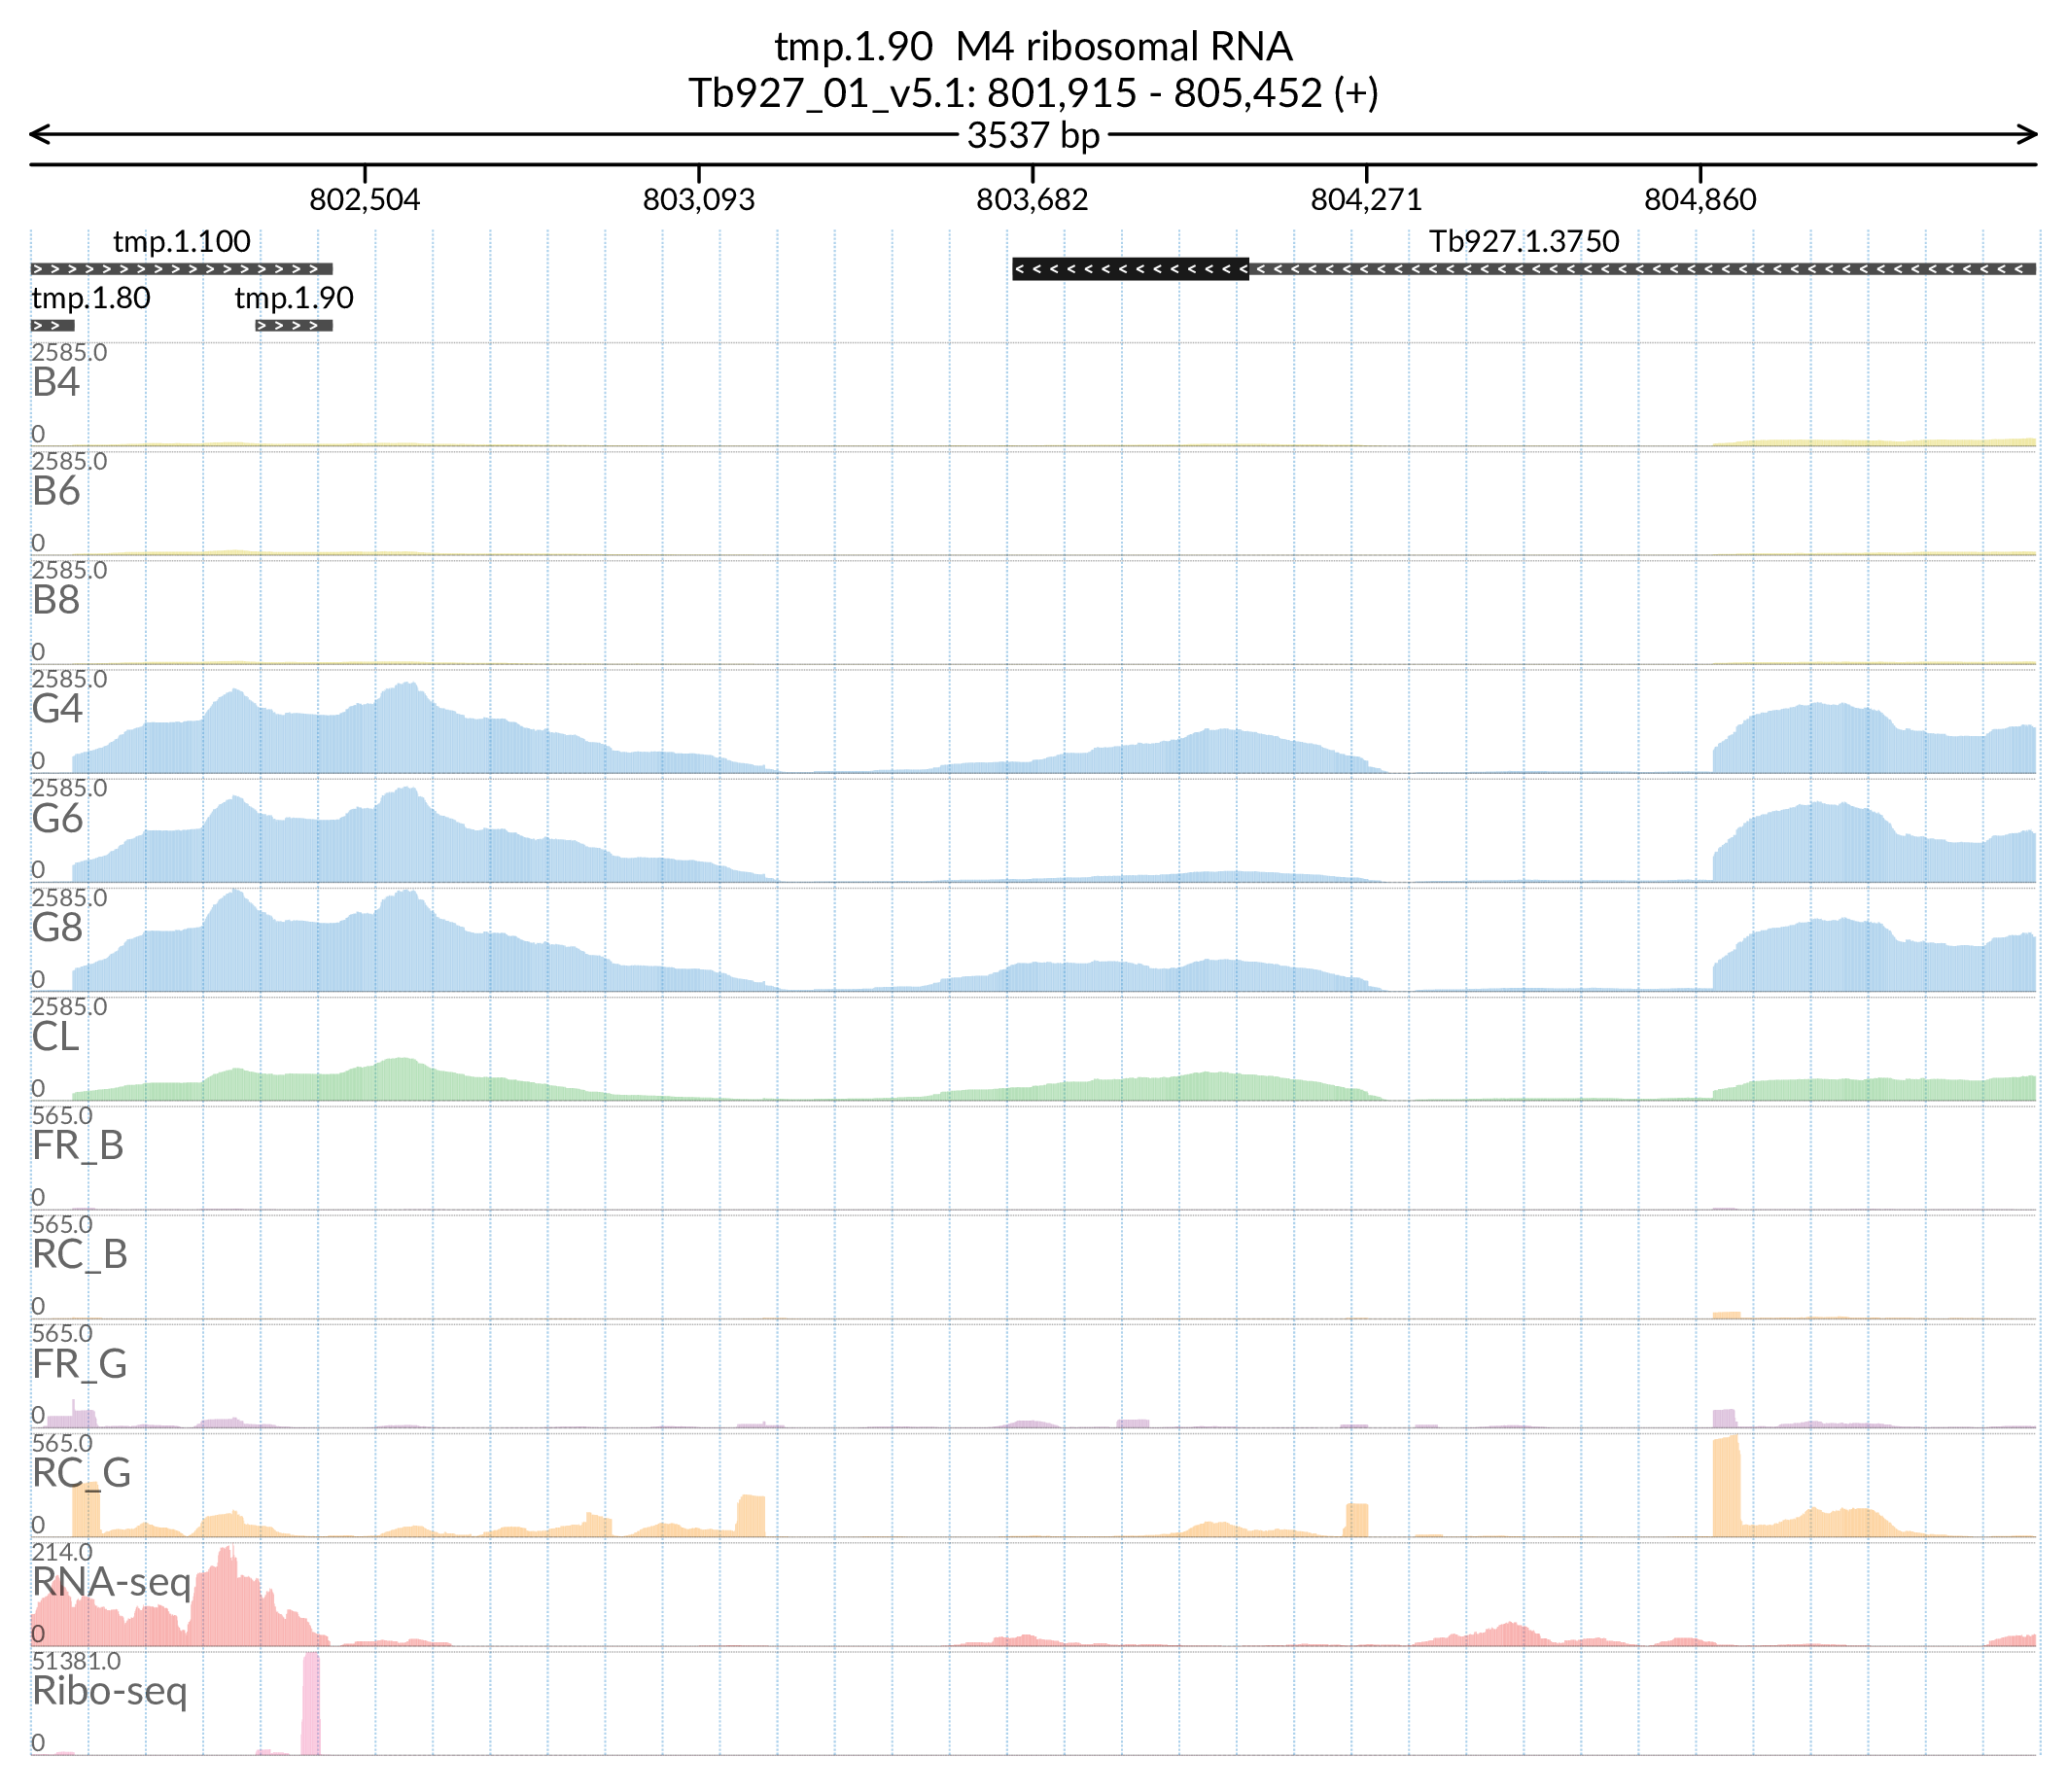 tmp.1.90  M4 ribosomal RNA
Tb927_01_v5.1: 801,915 - 805,452 (+)
3537 bp
802,504 803,093 803,682 804,271 804,860
tmp.1.100 Tb927.1.3750
tmp.1.80 tmp.1.90
2585.0
B4
0
2585.0
B6
0
2585.0
B8
0
2585.0
G4
0
2585.0
G6
0
2585.0
G8
0
2585.0
CL
0
565.0
FR_B
0
565.0
RC_B
0
565.0
FR_G
0
565.0
RC_G
0
214.0
RNA-seq
0
51381.0
Ribo-seq
0